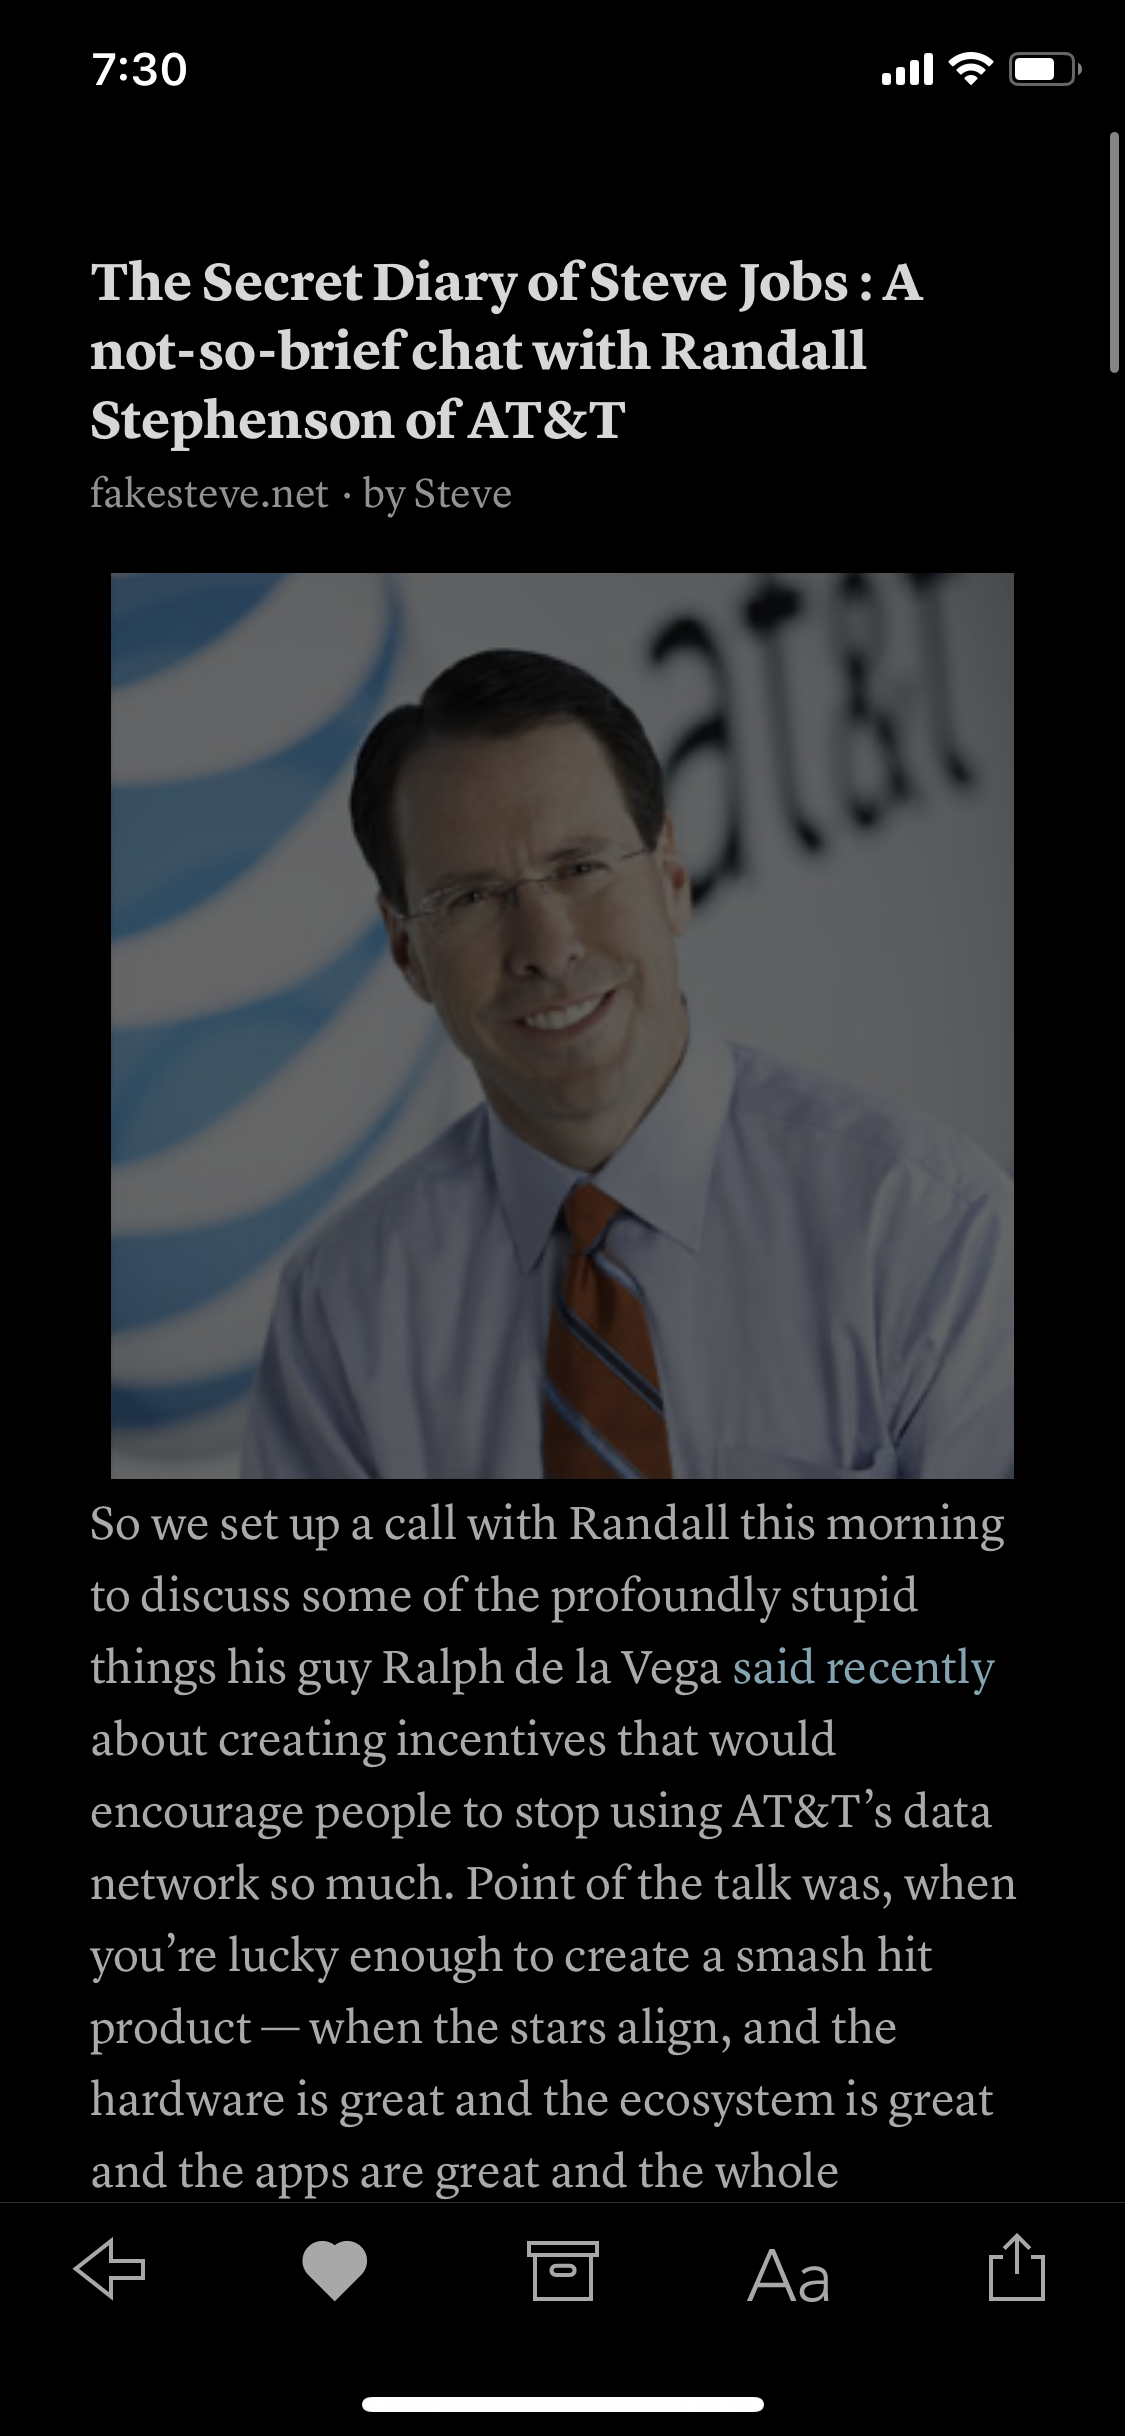 7:30
The Secret Diary of Steve Jobs : A
not-so-brief chat with Randall
Stephenson of AT&T
fakesteve.net · by Steve
at&t
So we set up a call with Randall this morning
to discuss some of the profoundly stupid
things his guy Ralph de la Vega said recently
about creating incentives that would
encourage people to stop using AT&T’s data
network so much. Point of the talk was, when
you’re lucky enough to create a smash hit
product — when the stars align, and the
hardware is great and the ecosystem is great
and the apps are great and the whole
Aa